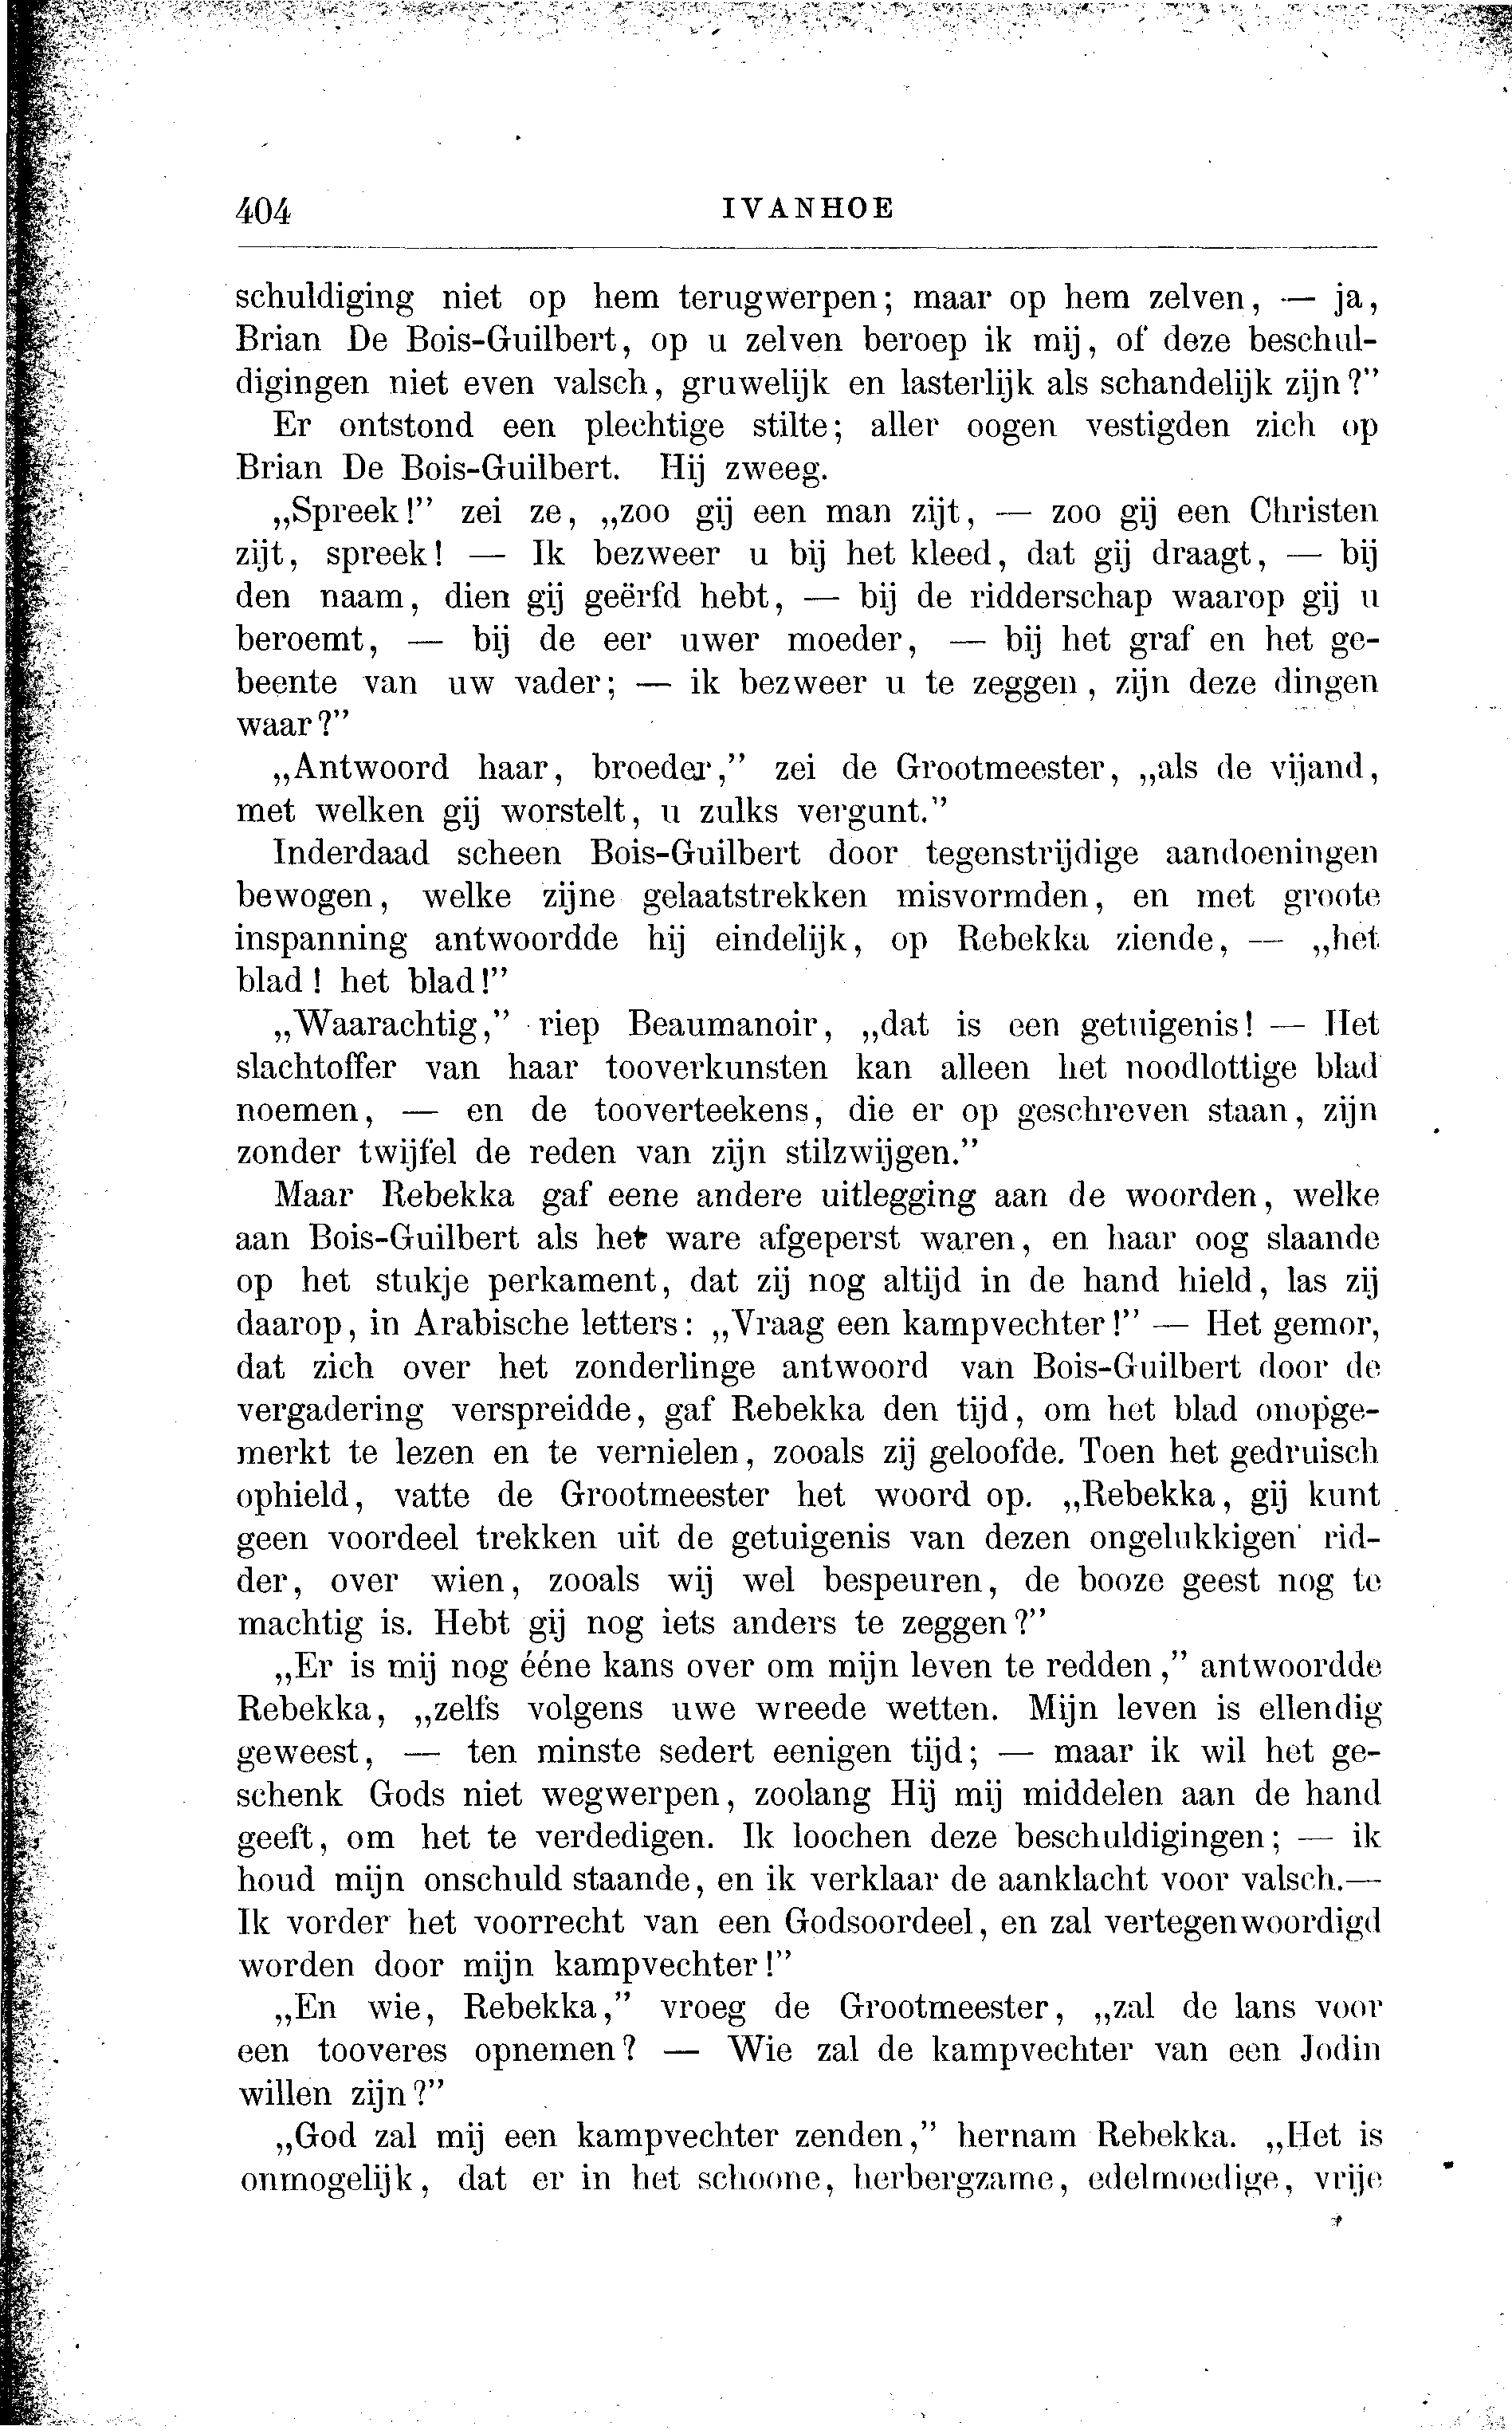 404
IVANHOE
schuldiging niet op hem terugwerpen; maar op hem zelven, — ja,
Brian De Bois-Guilbert, op u zelven beroep ik mij, of deze beschul-
digingen niet even valsch, gruwelijk en lasterlijk als schandelijk zijn?”
Er ontstond een plechtige stilte; aller oogen vestigden zich op
Brian De Bois-Guilbert. Hij zweeg.
„Spreek!” zei ze, „zoo gij een man zijt, — zoo gij een Christen
zijt, spreek! — Ik bezweer u bij het kleed, dat gij draagt, — bij
den naam, dien gij geërfd hebt, — bij de ridderschap waarop gij u
beroemt, — bij de eer uwer moeder, — bij het graf en het ge-
beente van uw vader; — ik bezweer u te zeggen, zijn deze dingen
waar?”
„Antwoord haar, broeder,” zei de Grootmeester, „als de vijand,
met welken gij worstelt, u zulks vergunt.”
Inderdaad scheen Bois-Guilbert door tegenstrijdige aandoeningen
bewogen, welke zijne gelaatstrekken misvormden, en met groote
inspanning antwoordde hij eindelijk, op Rebekka ziende, — „het
blad! het blad!”
„Waarachtig,” riep Beaumanoir, „dat is een getuigenis! — Het
slachtoffer van haar tooverkunsten kan alleen het noodlottige blad
noemen, — en de tooverteekens, die er op geschreven staan, zijn
zonder twijfel de reden van zijn stilzwijgen.”
Maar Rebekka gaf eene andere uitlegging aan de woorden, welke
aan Bois-Guilbert als het ware afgeperst waren, en haar oog slaande
op het stukje perkament, dat zij nog altijd in de hand hield, las zij
daarop, in Arabische letters: „Vraag een kampvechter!” — Het gemor,
dat zich over het zonderlinge antwoord van Bois-Guilbert door de
vergadering verspreidde, gaf Rebekka den tijd, om het blad onopge-
merkt te lezen en te vernielen, zooals zij geloofde. Toen het gedruisch
ophield, vatte de Grootmeester het woord op. „Rebekka, gij kunt
geen voordeel trekken uit de getuigenis van dezen ongelukkigen rid-
der, over wien, zooals wij wel bespeuren, de booze geest nog te
machtig is. Hebt gij nog iets anders te zeggen?”
„Er is mij nog ééne kans over om mijn leven te redden,” antwoordde
Rebekka, „zelfs volgens uwe wreede wetten. Mijn leven is ellendig
geweest, — ten minste sedert eenigen tijd; — maar ik wil het ge-
schenk Gods niet wegwerpen, zoolang Hij mij middelen aan de hand
geeft, om het te verdedigen. Ik loochen deze beschuldigingen; — ik
houd mijn onschuld staande, en ik verklaar de aanklacht voor valsch.—
Ik vorder het voorrecht van een Godsoordeel, en zal vertegenwoordigd
worden door mijn kampvechter!”
„En wie, Rebekka,” vroeg de Grootmeester, „zal de lans voor
een tooveres opnemen? — Wie zal de kampvechter van een Jodin
willen zijn?”
„God zal mij een kampvechter zenden,” hernam Rebekka. „Het is
onmogelijk, dat er in het schoone, herbergzame, edelmoedige, vrije